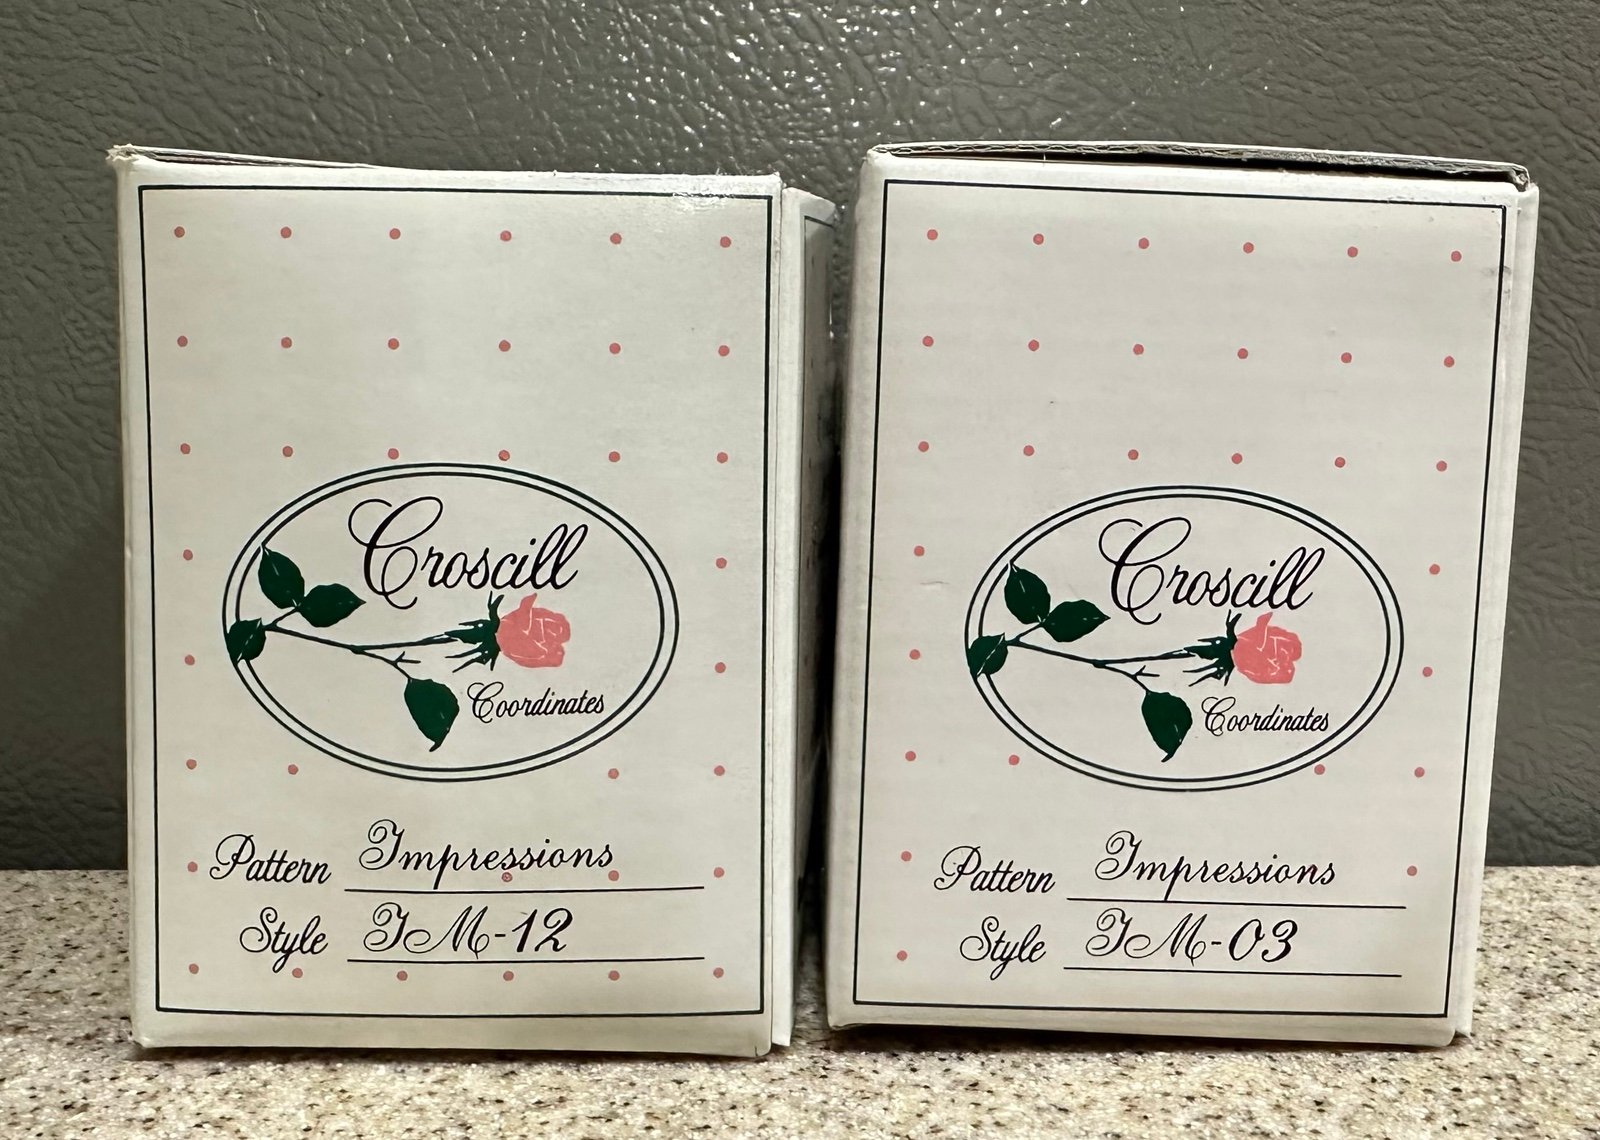 Croscill
Coordinates
Pattern Impressions
Style IM-12
Croscill
Coordinates
Pattern Impressions
Style IM-03